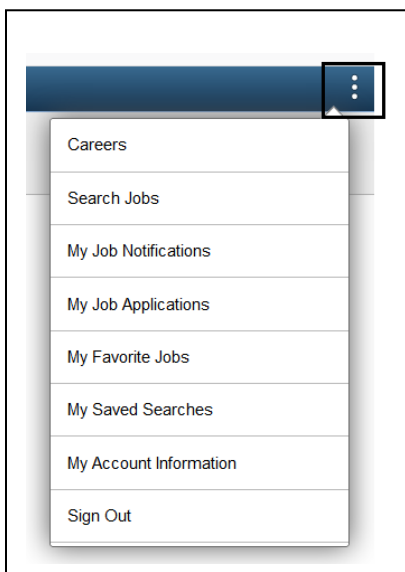 Careers
Search Jobs
My Job Notifications
My Job Applications
My Favorite Jobs
My Saved Searches
My Account Information
Sign Out